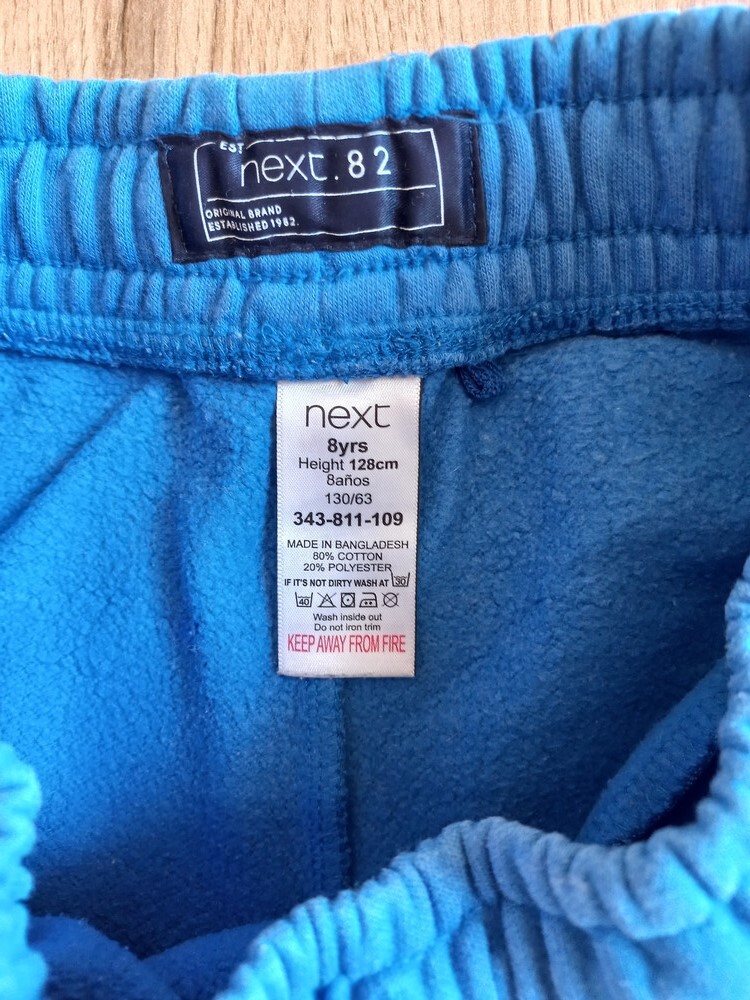 EST
next.82
ORIGINAL BRAND
ESTABLISHED 1982.
next
8yrs
Height 128cm
8años
130/63
343-811-109
MADE IN BANGLADESH
80% COTTON
20% POLYESTER
IF IT'S NOT DIRTY WASH AT 30
40
Wash inside out
Do not iron trim
KEEP AWAY FROM FIRE